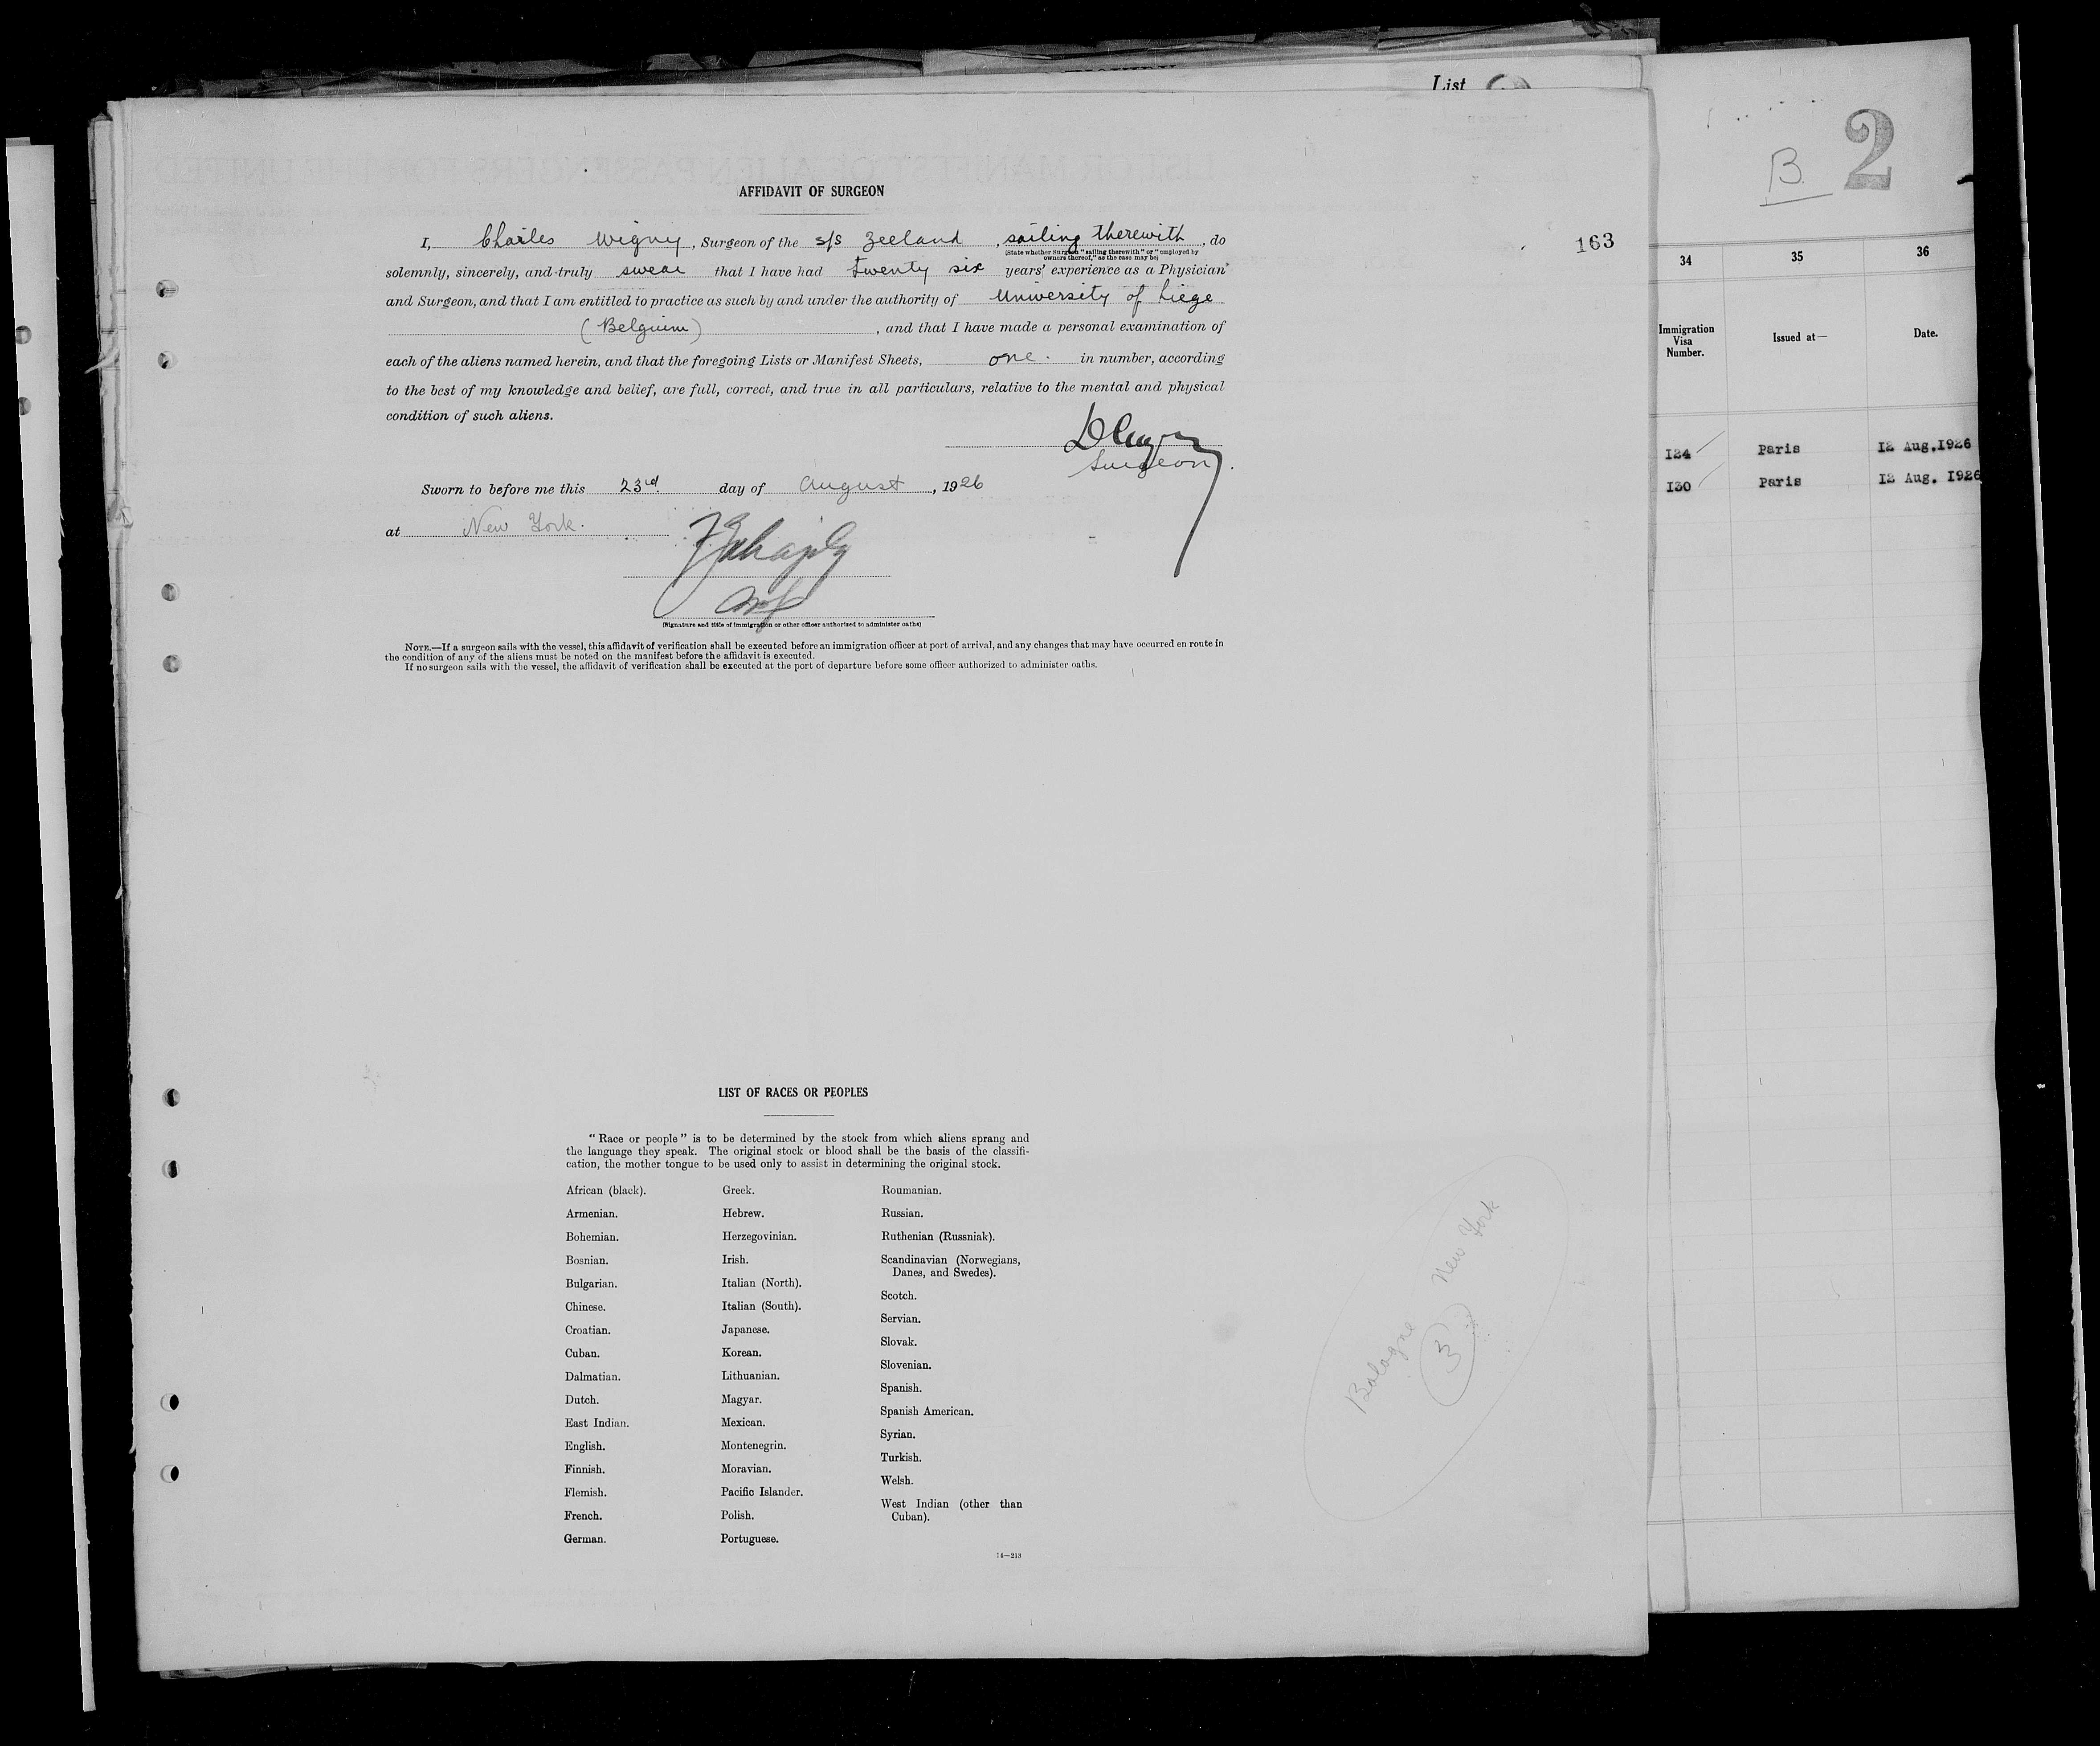 List
2
B.
163
AFFIDAVIT OF SURGEON
I, Charles Wigny, Surgeon of the s/s Zeeland, sailing therewith, do
(State whether Surgeon "sailing therewith" or "employed by
owners thereof," as the case may be)
solemnly, sincerely, and truly swear that I have had twenty six years' experience as a Physician
and Surgeon, and that I am entitled to practice as such by and under the authority of University of Liege
(Belgium), and that I have made a personal examination of
each of the aliens named herein, and that the foregoing Lists or Manifest Sheets, one. in number, according
to the best of my knowledge and belief, are full, correct, and true in all particulars, relative to the mental and physical
condition of such aliens.
Surgeon.
Sworn to before me this 23rd day of August, 1926
at New York.
(Signature and title of immigration or other officer authorized to administer oaths)
NOTE.—If a surgeon sails with the vessel, this affidavit of verification shall be executed before an immigration officer at port of arrival, and any changes that may have occurred en route in
the condition of any of the aliens must be noted on the manifest before the affidavit is executed.
If no surgeon sails with the vessel, the affidavit of verification shall be executed at the port of departure before some officer authorized to administer oaths.
34 35 36
Immigration
Visa
Number.
Issued at—
Date.
124 Paris 12 Aug.1926
130 Paris 12 Aug. 1926
LIST OF RACES OR PEOPLES
"Race or people" is to be determined by the stock from which aliens sprang and
the language they speak. The original stock or blood shall be the basis of the classifi-
cation, the mother tongue to be used only to assist in determining the original stock.
African (black).
Armenian.
Bohemian.
Bosnian.
Bulgarian.
Chinese.
Croatian.
Cuban.
Dalmatian.
Dutch.
East Indian.
English.
Finnish.
Flemish.
French.
German.
Greek.
Hebrew.
Herzegovinian.
Irish.
Italian (North).
Italian (South).
Japanese.
Korean.
Lithuanian.
Magyar.
Mexican.
Montenegrin.
Moravian.
Pacific Islander.
Polish.
Portuguese.
Roumanian.
Russian.
Ruthenian (Russniak).
Scandinavian (Norwegians,
Danes, and Swedes).
Scotch.
Servian.
Slovak.
Slovenian.
Spanish.
Spanish American.
Syrian.
Turkish.
Welsh.
West Indian (other than
Cuban).
14—213
Bologne New York
3